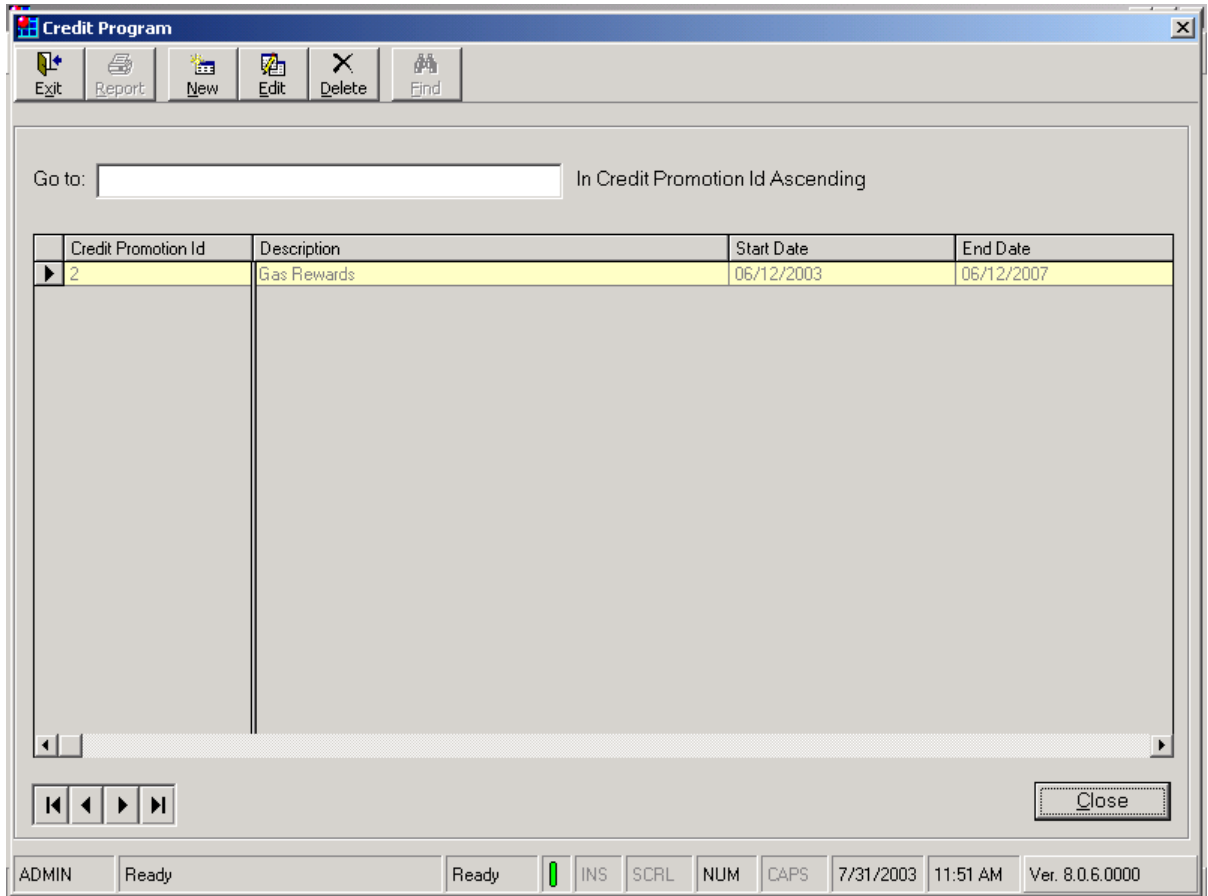 Credit Program
Exit Report New Edit Delete Find
Go to: In Credit Promotion Id Ascending
Credit Promotion Id Description Start Date End Date
2 Gas Rewards 06/12/2003 06/12/2007
Close
ADMIN Ready Ready INS SCRL NUM CAPS 7/31/2003 11:51 AM Ver. 8.0.6.0000